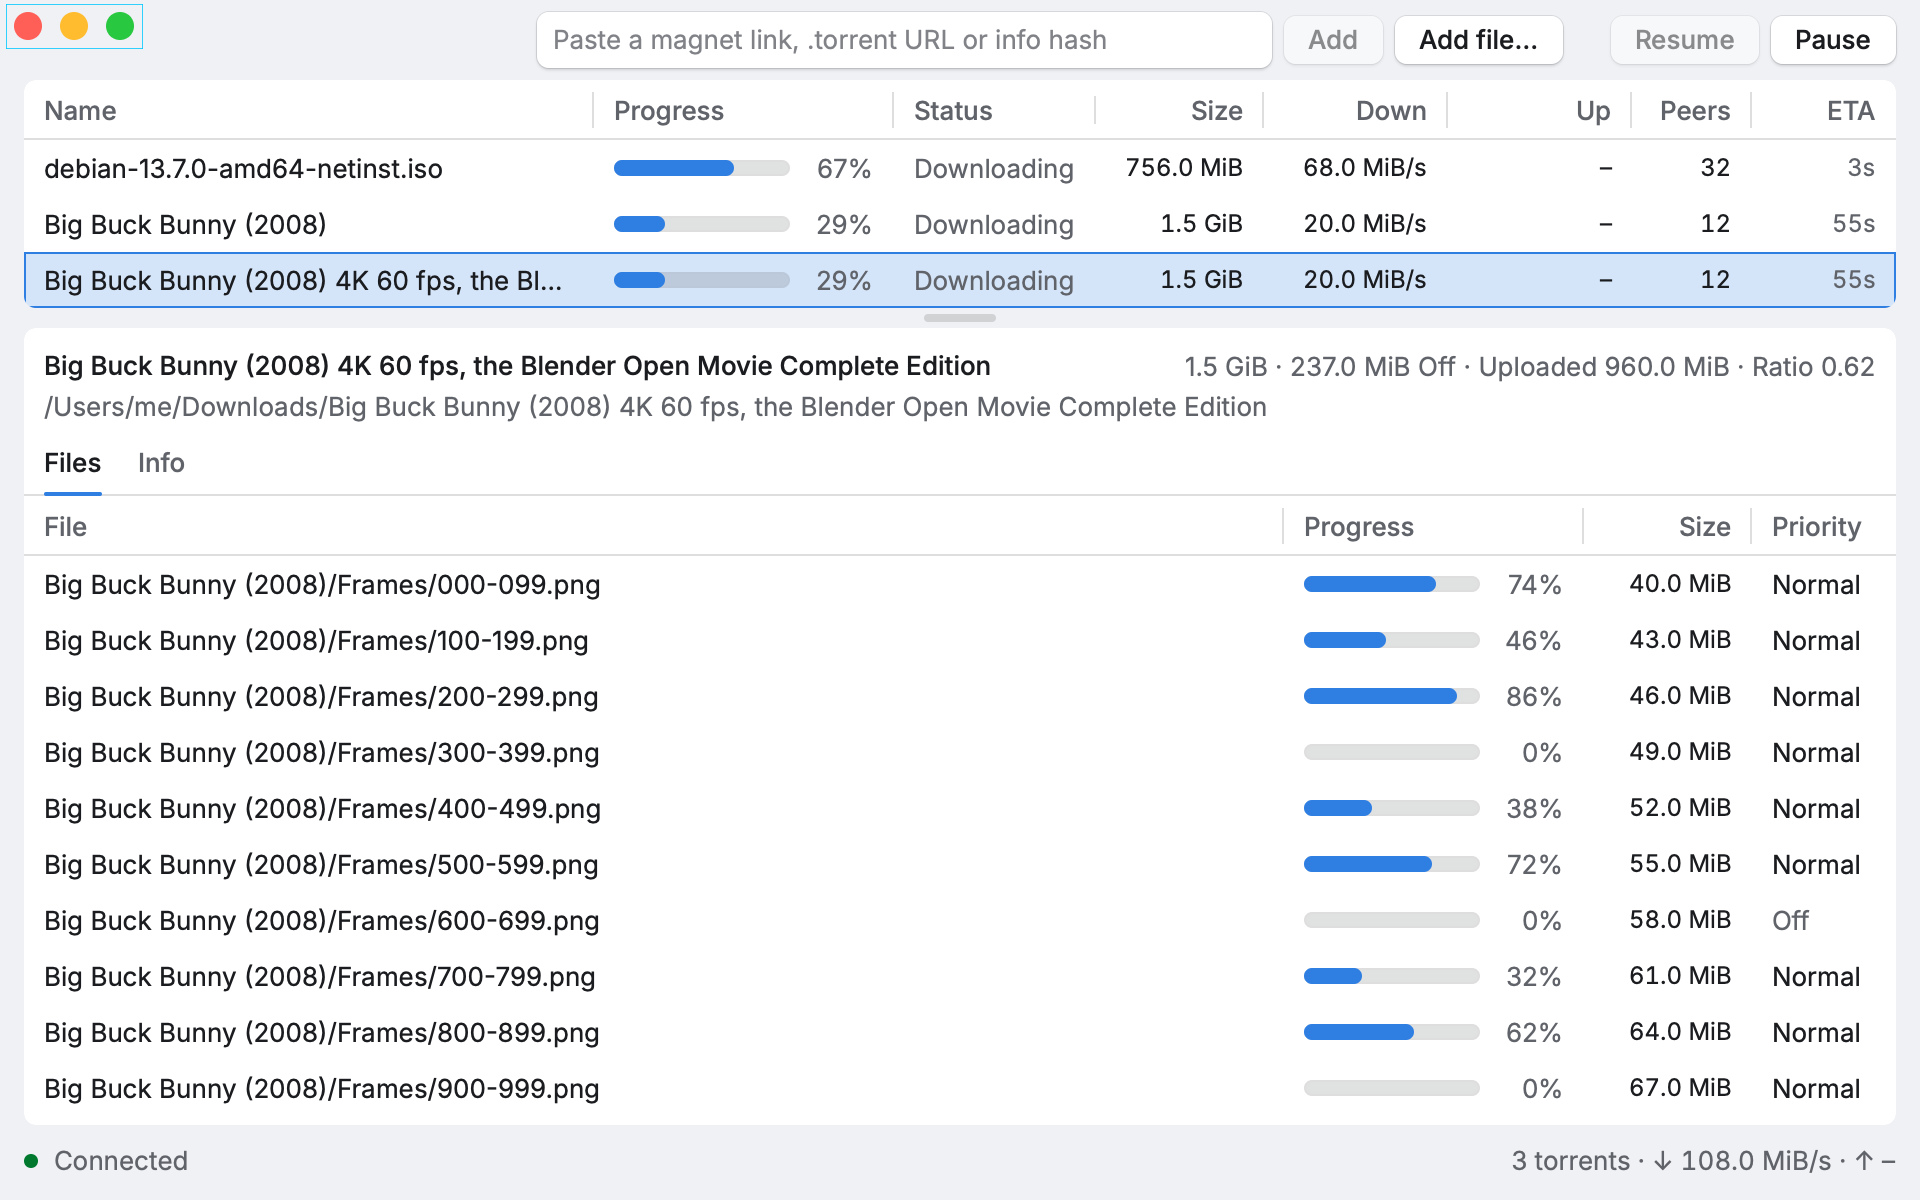 Paste a magnet link, .torrent URL or info hash Add Add file... Resume Pause
Name Progress Status Size Down Up Peers ETA
debian-13.7.0-amd64-netinst.iso 67% Downloading 756.0 MiB 68.0 MiB/s – 32 3s
Big Buck Bunny (2008) 29% Downloading 1.5 GiB 20.0 MiB/s – 12 55s
Big Buck Bunny (2008) 4K 60 fps, the Bl... 29% Downloading 1.5 GiB 20.0 MiB/s – 12 55s
Big Buck Bunny (2008) 4K 60 fps, the Blender Open Movie Complete Edition 1.5 GiB · 237.0 MiB Off · Uploaded 960.0 MiB · Ratio 0.62
/Users/me/Downloads/Big Buck Bunny (2008) 4K 60 fps, the Blender Open Movie Complete Edition
Files Info
File Progress Size Priority
Big Buck Bunny (2008)/Frames/000-099.png 74% 40.0 MiB Normal
Big Buck Bunny (2008)/Frames/100-199.png 46% 43.0 MiB Normal
Big Buck Bunny (2008)/Frames/200-299.png 86% 46.0 MiB Normal
Big Buck Bunny (2008)/Frames/300-399.png 0% 49.0 MiB Normal
Big Buck Bunny (2008)/Frames/400-499.png 38% 52.0 MiB Normal
Big Buck Bunny (2008)/Frames/500-599.png 72% 55.0 MiB Normal
Big Buck Bunny (2008)/Frames/600-699.png 0% 58.0 MiB Off
Big Buck Bunny (2008)/Frames/700-799.png 32% 61.0 MiB Normal
Big Buck Bunny (2008)/Frames/800-899.png 62% 64.0 MiB Normal
Big Buck Bunny (2008)/Frames/900-999.png 0% 67.0 MiB Normal
Connected 3 torrents · ↓ 108.0 MiB/s · ↑ –